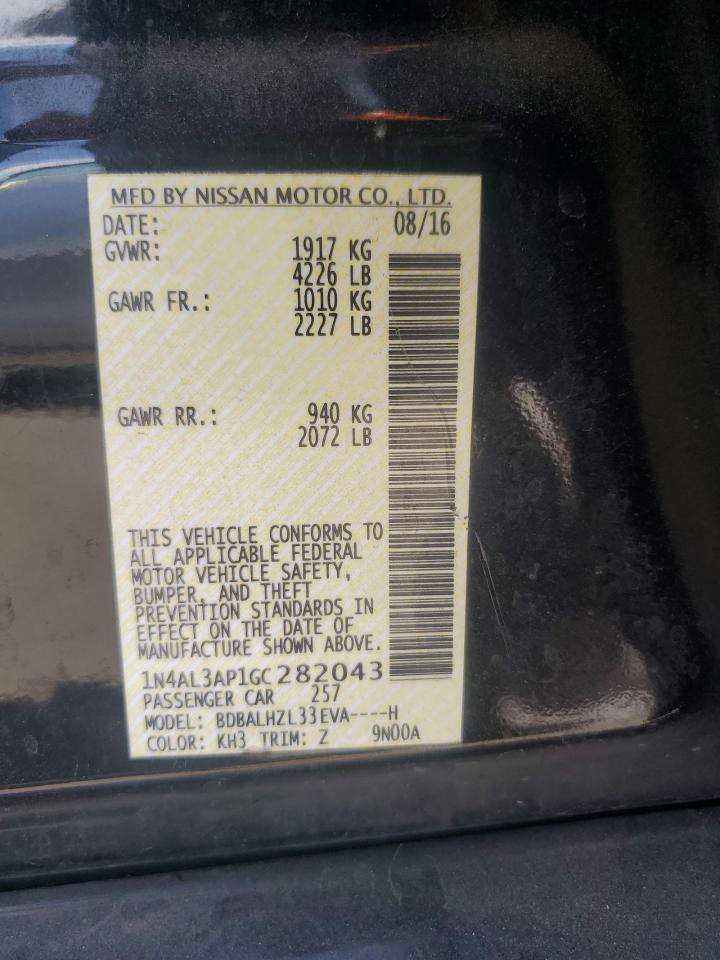 MFD BY NISSAN MOTOR CO., LTD.
DATE: 08/16
GVWR: 1917 KG
4226 LB
GAWR FR.: 1010 KG
2227 LB
GAWR RR.: 940 KG
2072 LB
THIS VEHICLE CONFORMS TO
ALL APPLICABLE FEDERAL
MOTOR VEHICLE SAFETY,
BUMPER, AND THEFT
PREVENTION STANDARDS IN
EFFECT ON THE DATE OF
MANUFACTURE SHOWN ABOVE.
1N4AL3AP1GC282043
PASSENGER CAR 257
MODEL: BDBALHZL33EVA----H
COLOR: KH3 TRIM: Z 9N00A